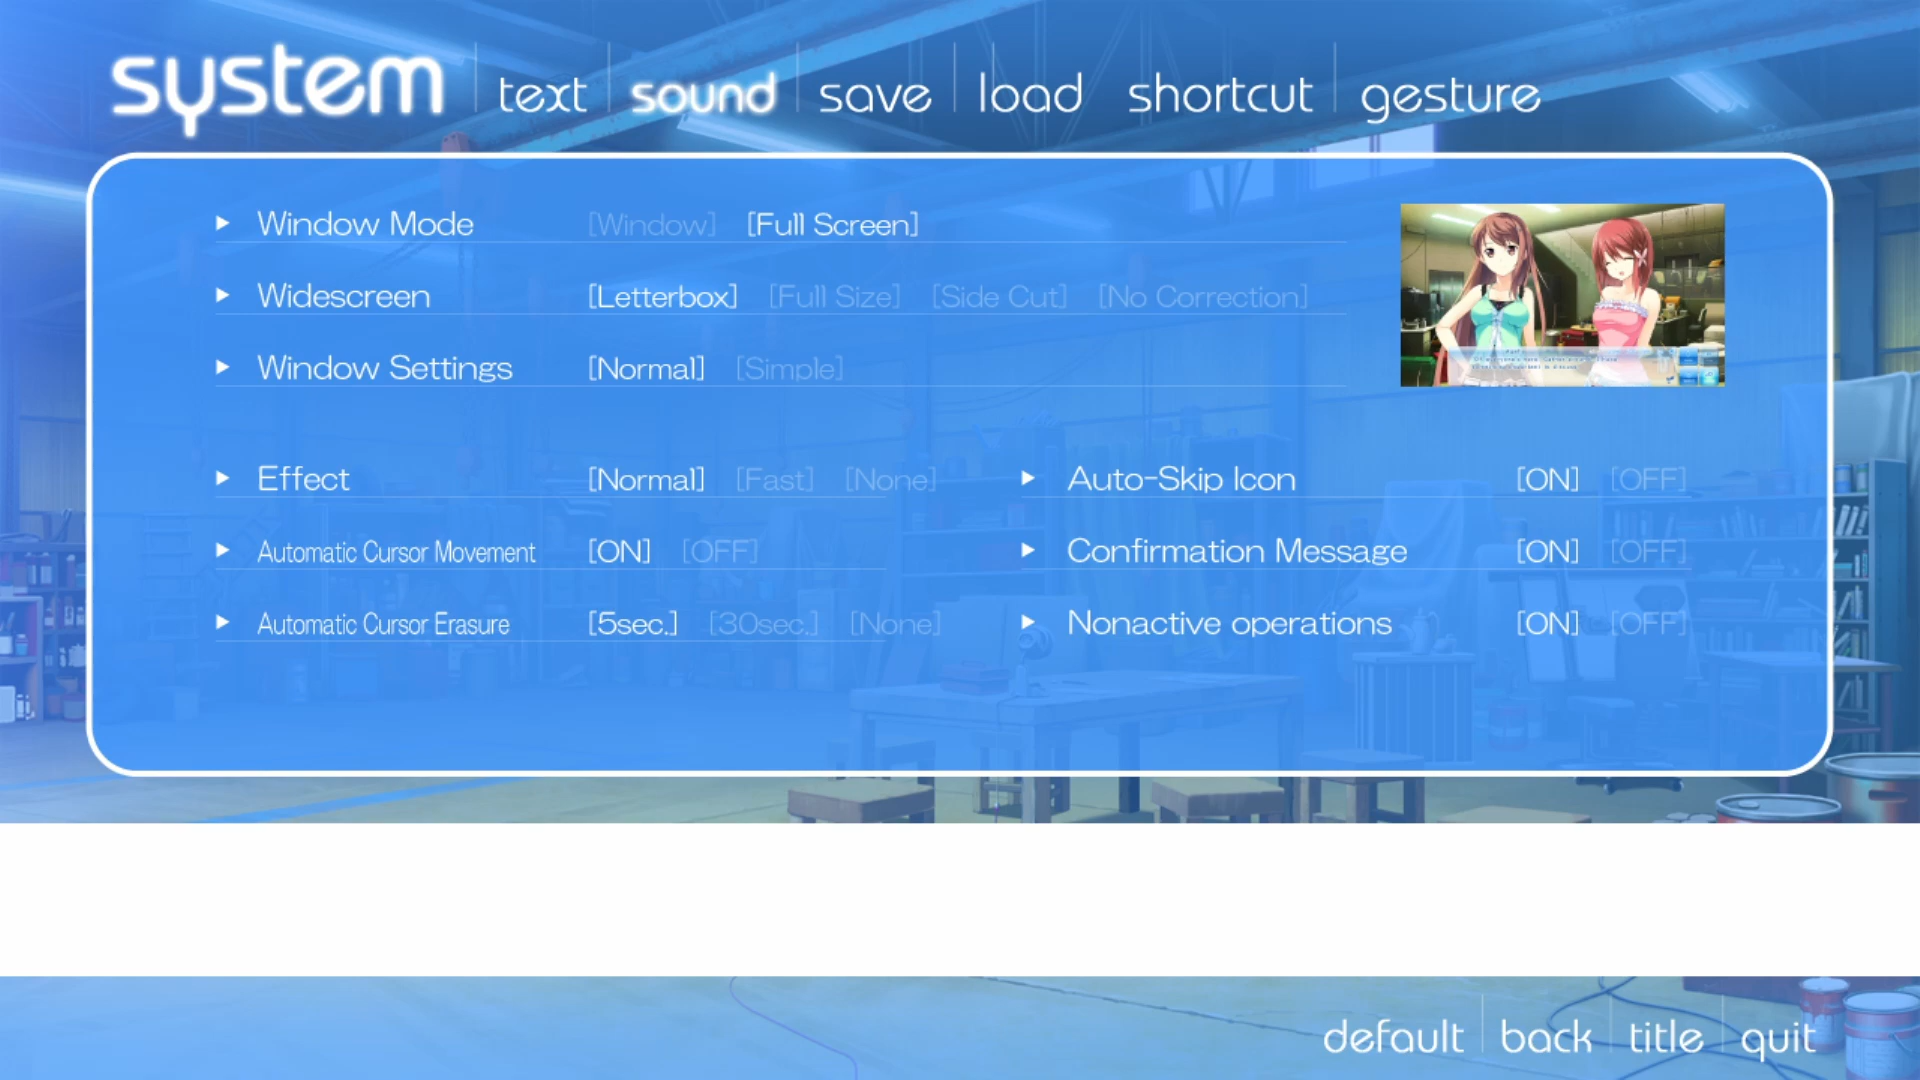 system text sound save load shortcut gesture
Window Mode [Window] [Full Screen]
Widescreen [Letterbox] [Full Size] [Side Cut] [No Correction]
Window Settings [Normal] [Simple]
Effect [Normal] [Fast] [None]
Automatic Cursor Movement [ON] [OFF]
Automatic Cursor Erasure [5sec.] [30sec.] [None]
Auto-Skip Icon [ON] [OFF]
Confirmation Message [ON] [OFF]
Nonactive operations [ON] [OFF]
default back title quit